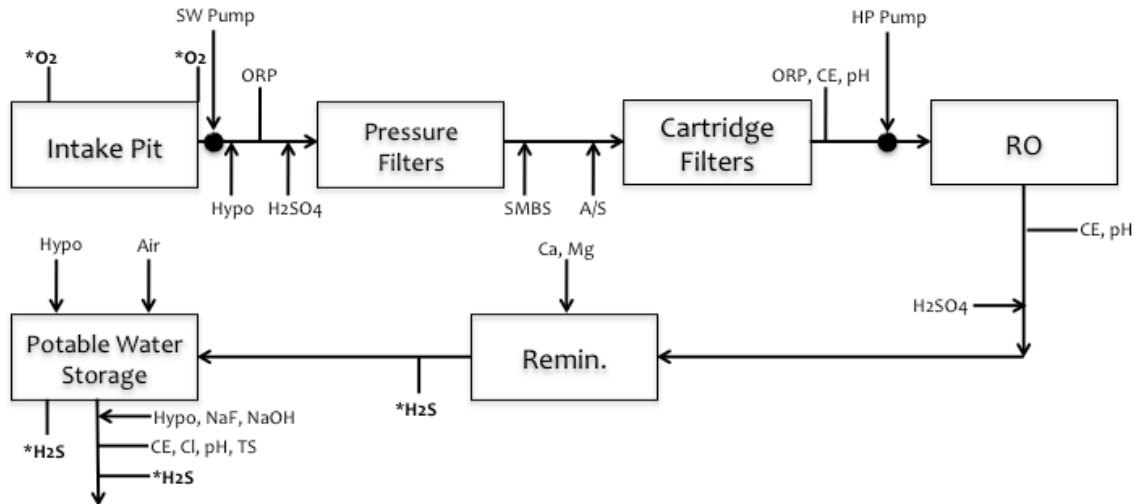 SW Pump
HP Pump
*O2
*O2
ORP
ORP, CE, pH
Intake Pit
Pressure
Filters
Cartridge
Filters
RO
Hypo
H2SO4
SMBS
A/S
CE, pH
Hypo
Air
Ca, Mg
H2SO4
Potable Water
Storage
Remin.
*H2S
Hypo, NaF, NaOH
*H2S
CE, Cl, pH, TS
*H2S